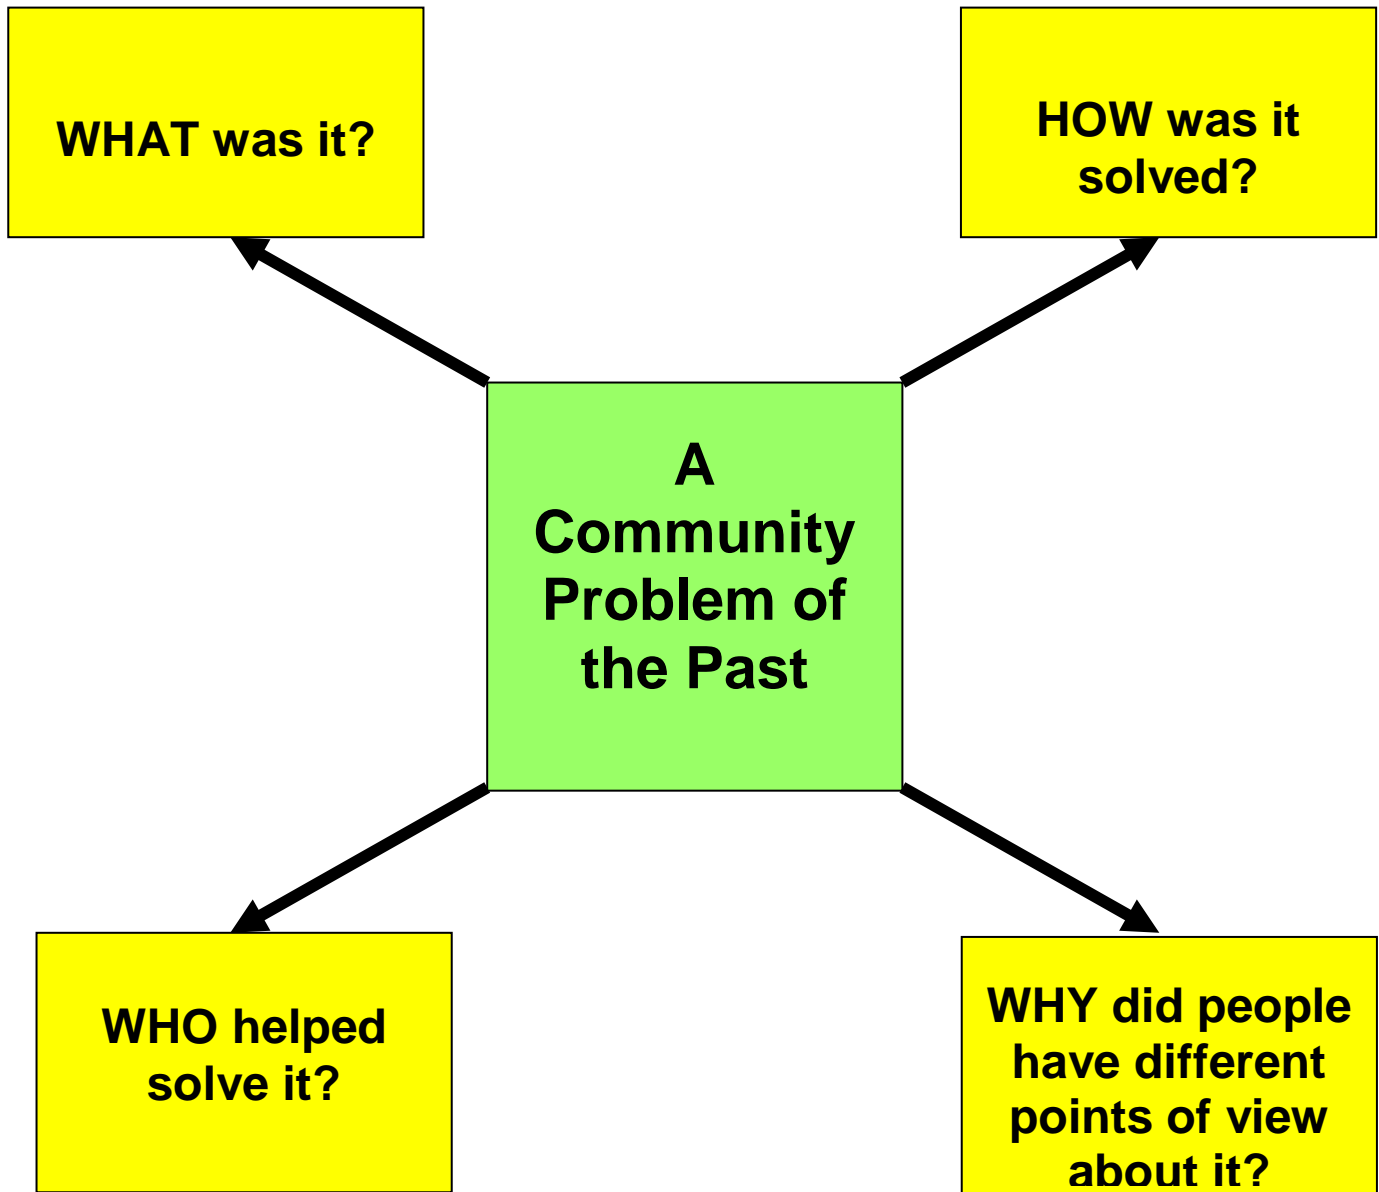 WHAT was it?
HOW was it
solved?
A
Community
Problem of
the Past
WHO helped
solve it?
WHY did people
have different
points of view
about it?